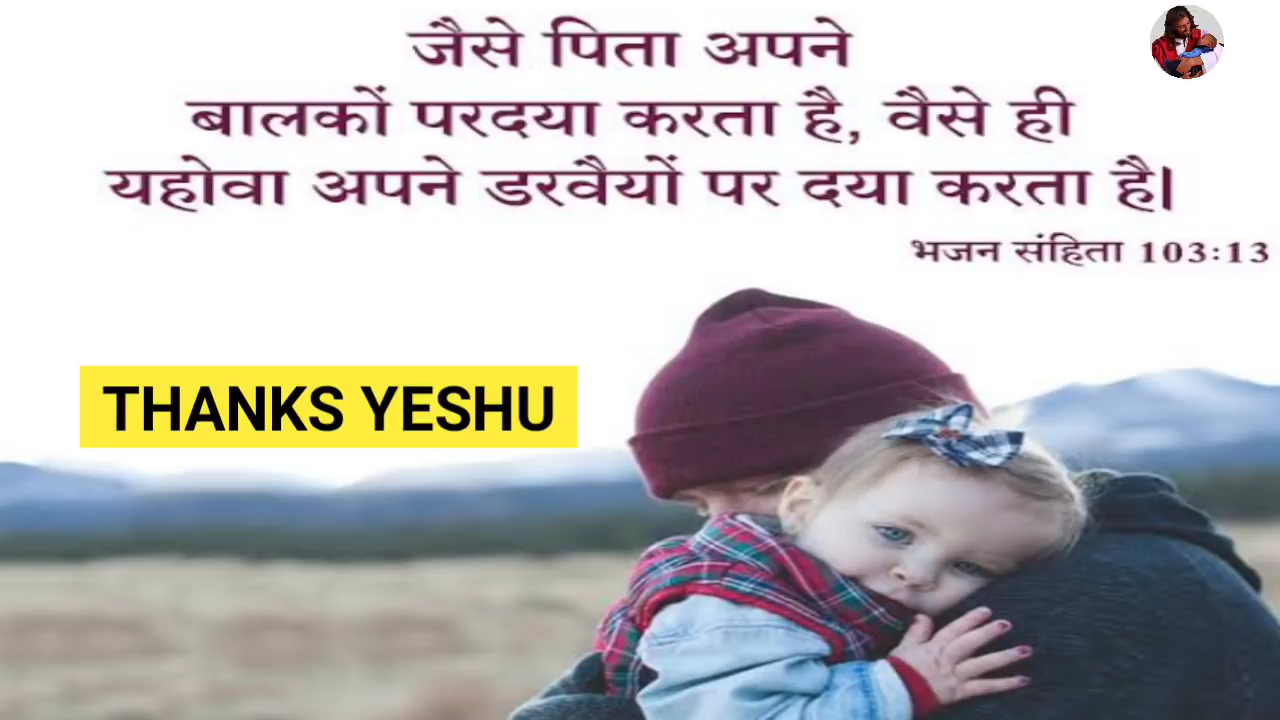 जैसे पिता अपने
बालकों परदया करता है, वैसे ही
यहोवा अपने डरवैयों पर दया करता है।
भजन संहिता 103:13
THANKS YESHU